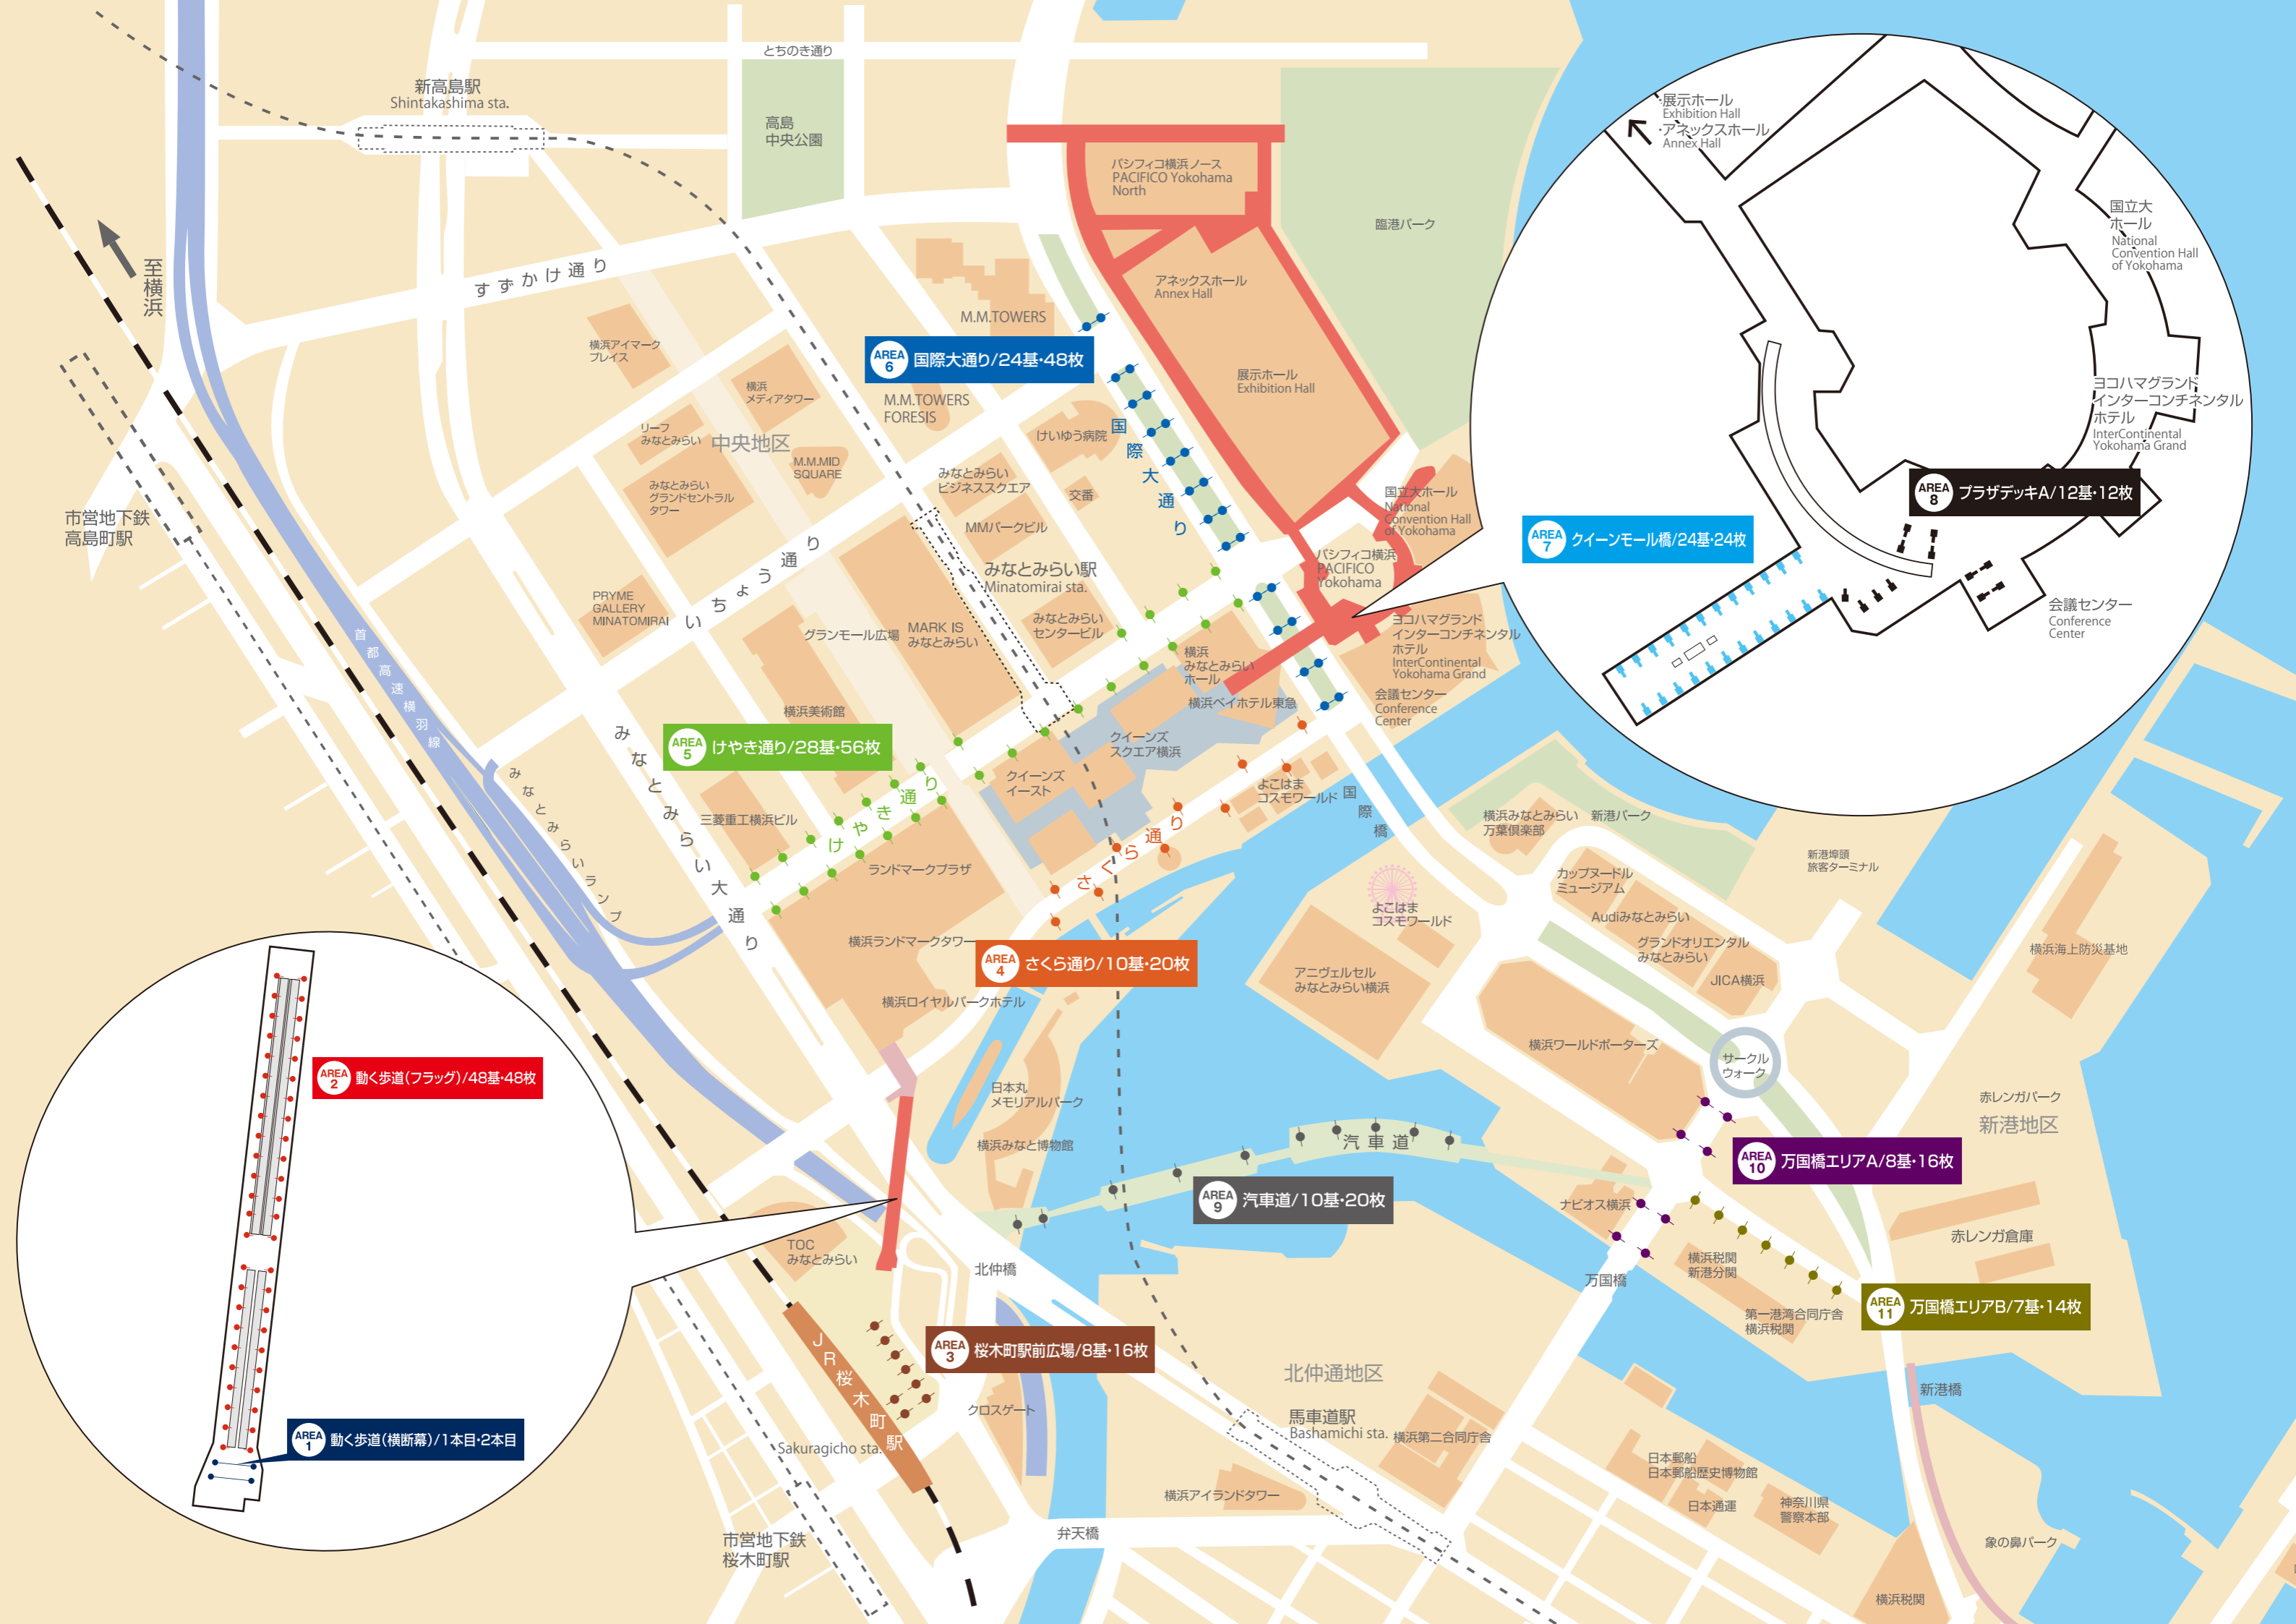 とちのき通り
新高島駅
Shintakashima sta.
高島
中央公園
至横浜
すずかけ通り
パシフィコ横浜ノース
PACIFICO Yokohama
North
臨港パーク
アネックスホール
Annex Hall
展示ホール
Exhibition Hall
M.M.TOWERS
AREA
6
国際大通り/24基・48枚
M.M.TOWERS
FORESIS
国際大通り
けいゆう病院
横浜アイマーク
プレイス
横浜
メディアタワー
リーフ
みなとみらい
中央地区
M.M.MID
SQUARE
みなとみらい
グランドセントラル
タワー
みなとみらい
ビジネススクエア
交番
MMパークビル
国立大ホール
National
Convention Hall
of Yokohama
パシフィコ横浜
PACIFICO
Yokohama
市営地下鉄
高島町駅
いちょう通り
みなとみらい駅
Minatomirai sta.
PRYME
GALLERY
MINATOMIRAI
グランモール広場
MARK IS
みなとみらい
みなとみらい
センタービル
横浜
みなとみらい
ホール
横浜ベイホテル東急
ヨコハマグランド
インターコンチネンタル
ホテル
InterContinental
Yokohama Grand
会議センター
Conference
Center
首都高速横羽線
横浜美術館
みなとみらい大通り
AREA
5
けやき通り/28基・56枚
けやき通り
クイーンズ
スクエア横浜
クイーンズ
イースト
みなとみらいランプ
三菱重工横浜ビル
ランドマークプラザ
さくら通り
よこはま
コスモワールド
国際橋
横浜ランドマークタワー
AREA
4
さくら通り/10基・20枚
横浜ロイヤルパークホテル
よこはま
コスモワールド
アニヴェルセル
みなとみらい横浜
横浜みなとみらい
万葉倶楽部
新港パーク
カップヌードル
ミュージアム
Audiみなとみらい
グランドオリエンタル
みなとみらい
JICA横浜
新港埠頭
旅客ターミナル
横浜海上防災基地
横浜ワールドポーターズ
サークル
ウォーク
赤レンガパーク
新港地区
日本丸
メモリアルパーク
横浜みなと博物館
汽車道
AREA
9
汽車道/10基・20枚
AREA
10
万国橋エリアA/8基・16枚
ナビオス横浜
万国橋
横浜税関
新港分関
赤レンガ倉庫
AREA
11
万国橋エリアB/7基・14枚
第一港湾合同庁舎
横浜税関
TOC
みなとみらい
北仲橋
AREA
3
桜木町駅前広場/8基・16枚
JR桜木町駅
Sakuragicho sta.
クロスゲート
北仲通地区
馬車道駅
Bashamichi sta.
横浜第二合同庁舎
新港橋
日本郵船
日本郵船歴史博物館
日本通運
神奈川県
警察本部
横浜アイランドタワー
弁天橋
市営地下鉄
桜木町駅
象の鼻パーク
横浜税関
AREA
2
動く歩道(フラッグ)/48基・48枚
AREA
1
動く歩道(横断幕)/1本目・2本目
・展示ホール
Exhibition Hall
・アネックスホール
Annex Hall
国立大
ホール
National
Convention Hall
of Yokohama
ヨコハマグランド
インターコンチネンタル
ホテル
InterContinental
Yokohama Grand
AREA
8
プラザデッキA/12基・12枚
AREA
7
クイーンモール橋/24基・24枚
会議センター
Conference
Center